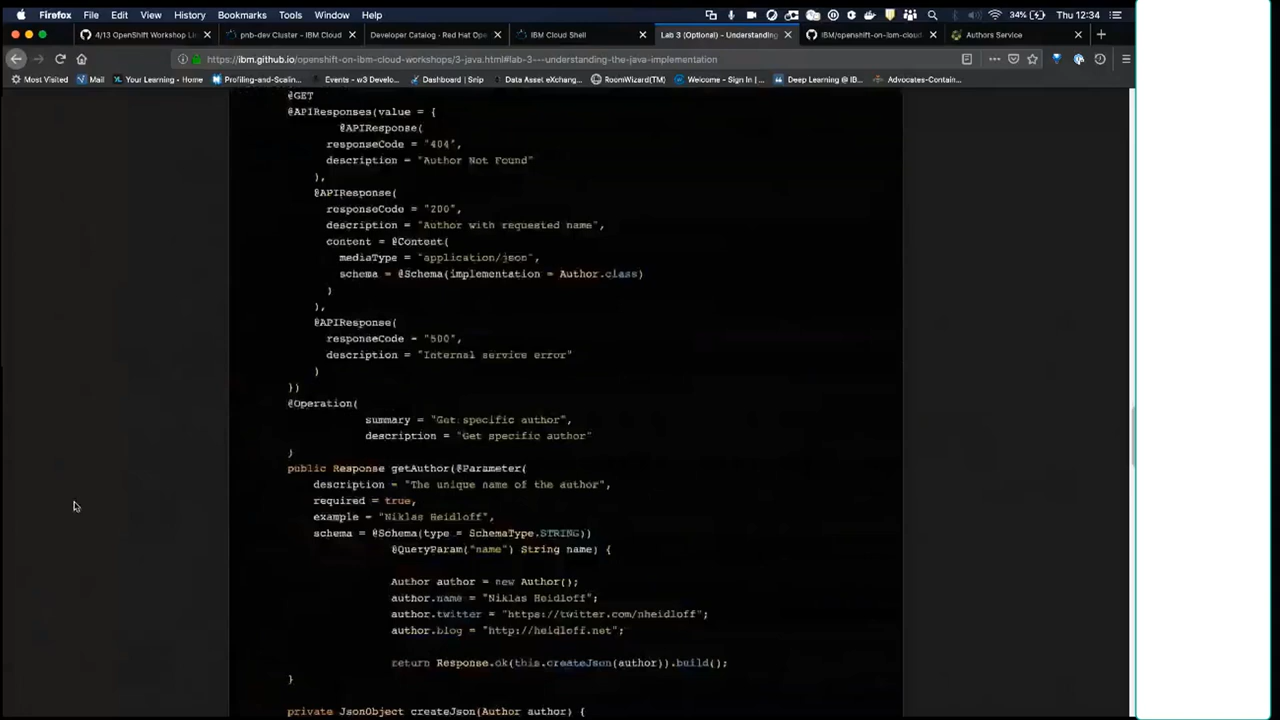 Firefox File Edit View History Bookmarks Tools Window Help 34% Thu 12:34
4/13 OpenShift Workshop Li pnb-dev Cluster - IBM Cloud Developer Catalog - Red Hat Op IBM Cloud Shell Lab 3 (Optional) - Understanding IBM/openshift-on-ibm-cloud- Authors Service
https://ibm.github.io/openshift-on-ibm-cloud-workshops/3-java.html#lab-3---understanding-the-java-implementation
Most Visited Mail Your Learning - Home Profiling-and-Scalin... Events - w3 Develo... Dashboard | Snip Data Asset eXchang... RoomWizard(TM) Welcome - Sign In | ... Deep Learning @ IB... Advocates-Contain...
@GET
@APIResponses(value = {
@APIResponse(
responseCode = "404",
description = "Author Not Found"
),
@APIResponse(
responseCode = "200",
description = "Author with requested name",
content = @Content(
mediaType = "application/json",
schema = @Schema(implementation = Author.class)
)
),
@APIResponse(
responseCode = "500",
description = "Internal service error"
)
})
@Operation(
summary = "Get specific author",
description = "Get specific author"
)
public Response getAuthor(@Parameter(
description = "The unique name of the author",
required = true,
example = "Niklas Heidloff",
schema = @Schema(type = SchemaType.STRING))
@QueryParam("name") String name) {
Author author = new Author();
author.name = "Niklas Heidloff";
author.twitter = "https://twitter.com/nheidloff";
author.blog = "http://heidloff.net";
return Response.ok(this.createJson(author)).build();
}
private JsonObject createJson(Author author) {